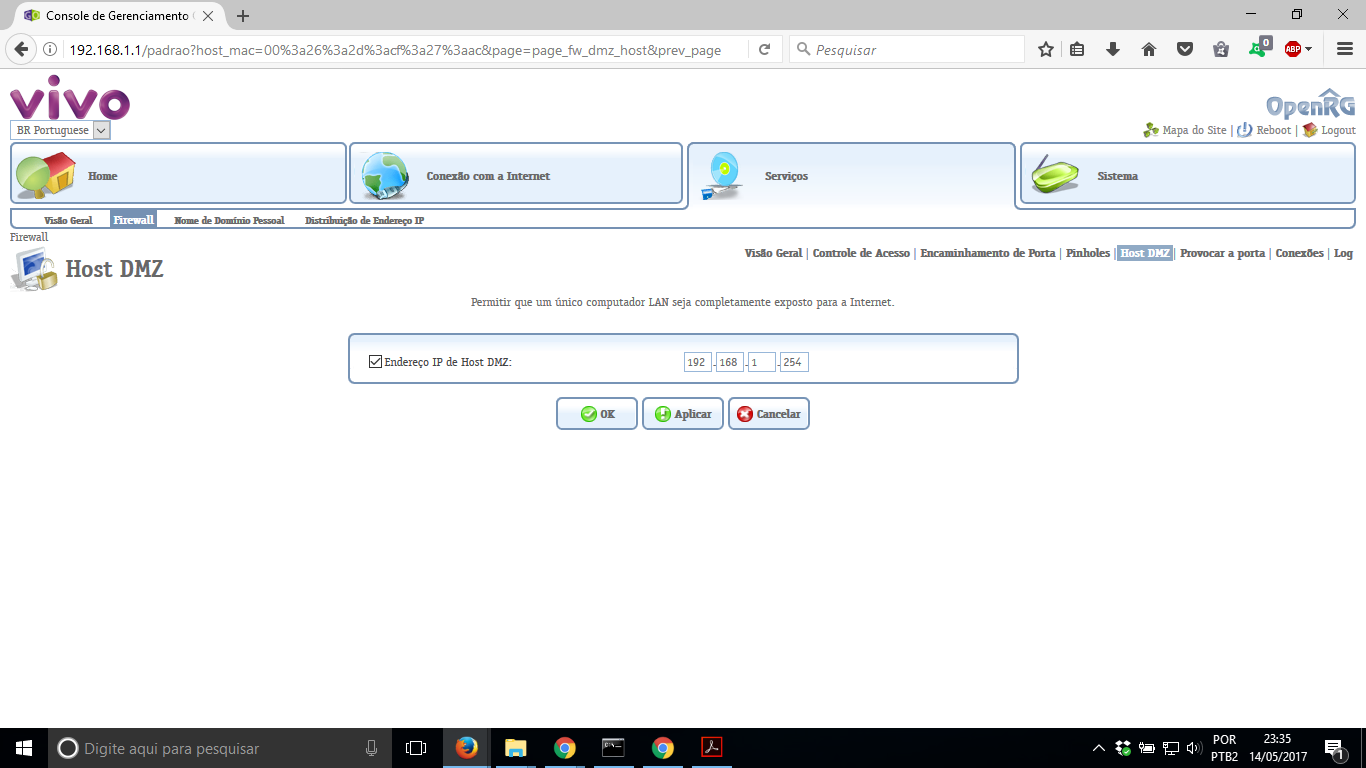 Console de Gerenciamento
192.168.1.1/padrao?host_mac=00%3a26%3a2d%3acf%3a27%3aac&page=page_fw_dmz_host&prev_page
Pesquisar
0
ABP
vivo
OpenRG
BR Portuguese
Mapa do Site | Reboot | Logout
Home
Conexão com a Internet
Serviços
Sistema
Visão Geral Firewall Nome de Domínio Pessoal Distribuição de Endereço IP
Firewall
Visão Geral | Controle de Acesso | Encaminhamento de Porta | Pinholes | Host DMZ | Provocar a porta | Conexões | Log
Host DMZ
Permitir que um único computador LAN seja completamente exposto para a Internet.
Endereço IP de Host DMZ: 192 . 168 . 1 . 254
OK Aplicar Cancelar
Digite aqui para pesquisar
POR
PTB2
23:35
14/05/2017
1